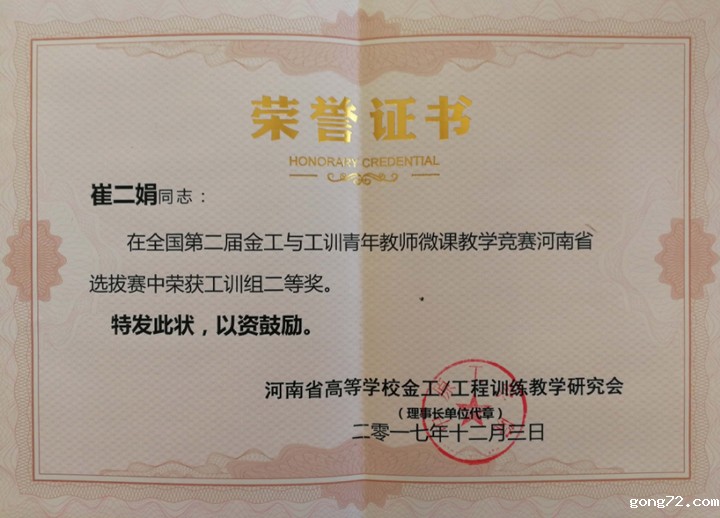 荣誉证书
HONORARY CREDENTIAL
崔二娟同志：
在全国第二届金工与工训青年教师微课教学竞赛河南省
选拔赛中荣获工训组二等奖。
特发此状，以资鼓励。
河南省高等学校金工/工程训练教学研究会
（理事长单位代章）
二零一七年十二月三日
gong72.com